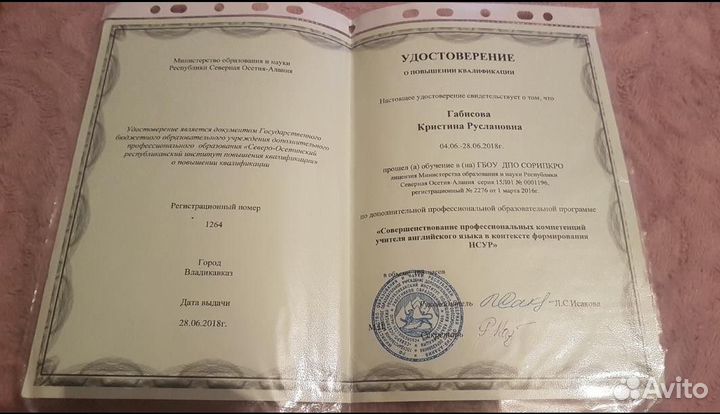 Министерство образования и науки
Республики Северная Осетия-Алания
Удостоверение является документом Государственного
бюджетного образовательного учреждения дополнительного
профессионального образования «Северо-Осетинский
республиканский институт повышения квалификации»
о повышении квалификации
Регистрационный номер
1264
Город
Владикавказ
Дата выдачи
28.06.2018г.
УДОСТОВЕРЕНИЕ
О ПОВЫШЕНИИ КВАЛИФИКАЦИИ
Настоящее удостоверение свидетельствует о том, что
Габисова
Кристина Руслановна
04.06.-28.06.2018г.
прошел (а) обучение в (на) ГБОУ ДПО СОРИПКРО
лицензия Министерства образования и науки Республики
Северная Осетия-Алания серия 15Л01 № 0001196,
регистрационный № 2276 от 1 марта 2016г.
по дополнительной профессиональной образовательной программе
«Совершенствование профессиональных компетенций
учителя английского языка в контексте формирования
НСУР»
в объеме часов
Руководитель Л.С.Исакова
М.П.
Секретарь
Avito